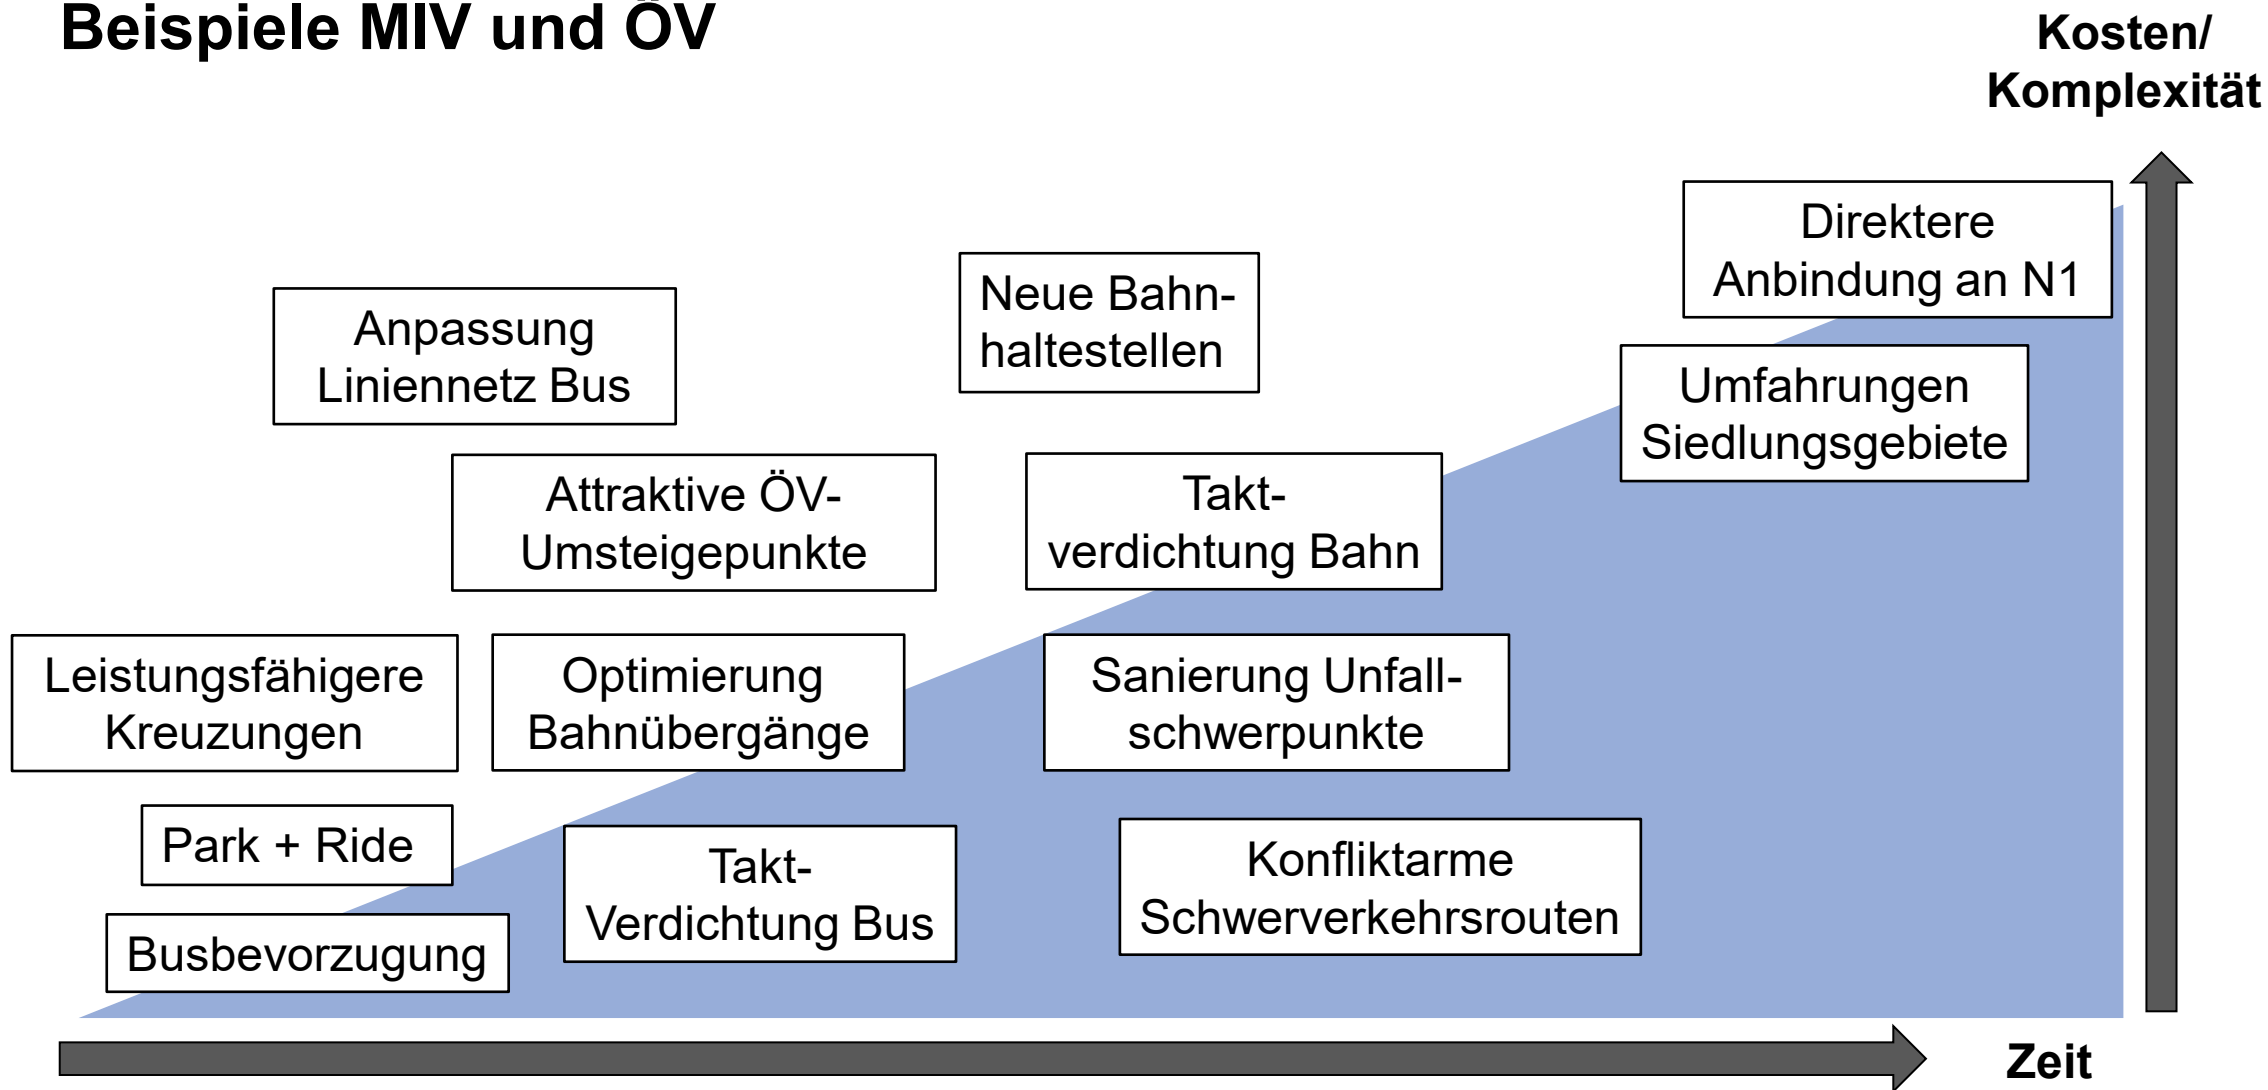 Beispiele MIV und ÖV
Kosten/
Komplexität
Direktere
Anbindung an N1
Neue Bahn-
haltestellen
Anpassung
Liniennetz Bus
Umfahrungen
Siedlungsgebiete
Attraktive ÖV-
Umsteigepunkte
Takt-
verdichtung Bahn
Leistungsfähigere
Kreuzungen
Optimierung
Bahnübergänge
Sanierung Unfall-
schwerpunkte
Park + Ride
Takt-
Verdichtung Bus
Konfliktarme
Schwerverkehrsrouten
Busbevorzugung
Zeit